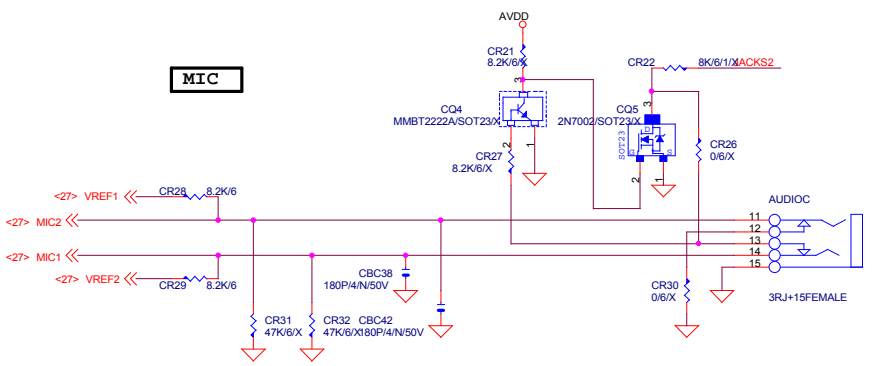 AVDD
CR21
8.2K/6/X
CR22
8K/6/1/X
JACKS2
MIC
3
CQ4
MMBT2222A/SOT23/X
CQ5
2N7002/SOT23/X
3
SOT23
D
G
S
2
1
CR26
0/6/X
CR27
8.2K/6/X
2
1
<27> VREF1
CR28
8.2K/6
<27> MIC2
AUDIOC
11
12
13
14
15
<27> MIC1
<27> VREF2
CR29
8.2K/6
CBC38
180P/4/N/50V
CR30
0/6/X
3RJ+15FEMALE
CR31
47K/6/X
CR32
47K/6/X
CBC42
180P/4/N/50V